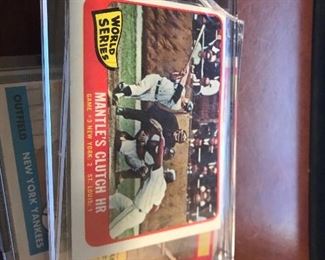 WORLD
SERIES
MANTLE'S CLUTCH HR
GAME #3 NEW YORK: 2 ST. LOUIS: 1
OUTFIELD NEW YORK YANKEES